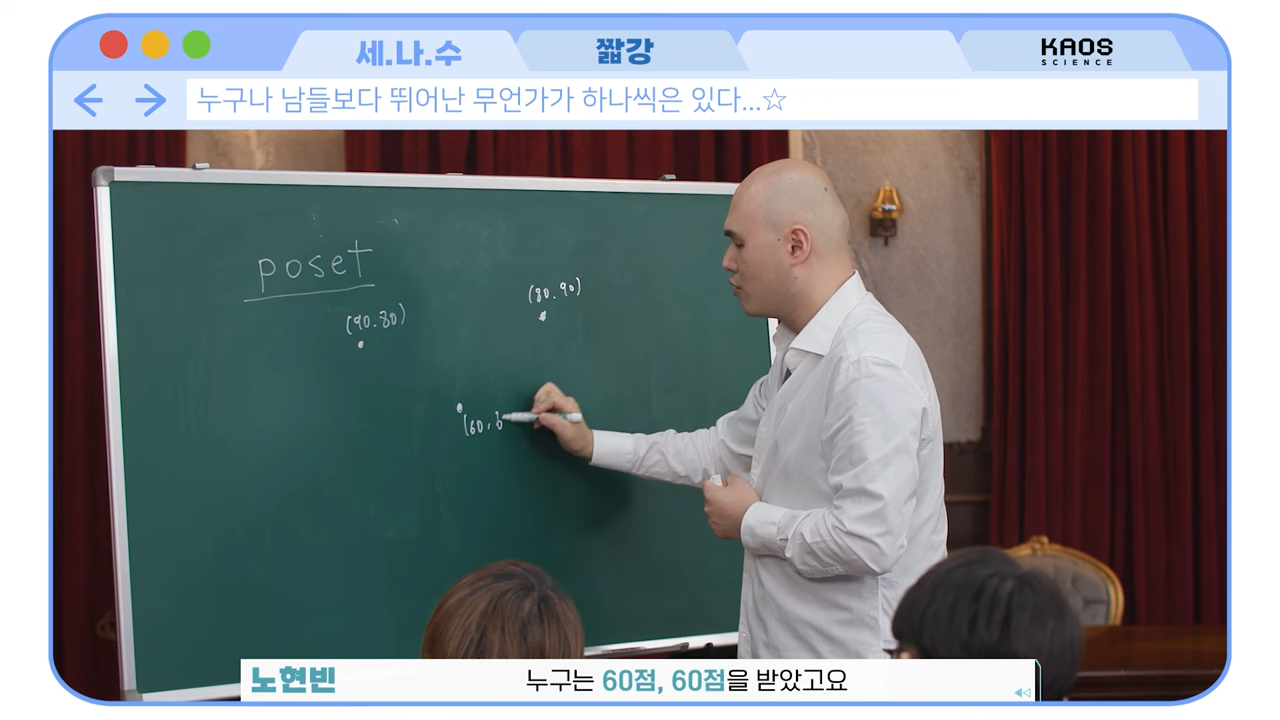 세.나.수
짧강
KAOS
SCIENCE
누구나 남들보다 뛰어난 무언가가 하나씩은 있다...☆
poset
(80.90)
(90.80)
(60,
노현빈
누구는 60점, 60점을 받았고요